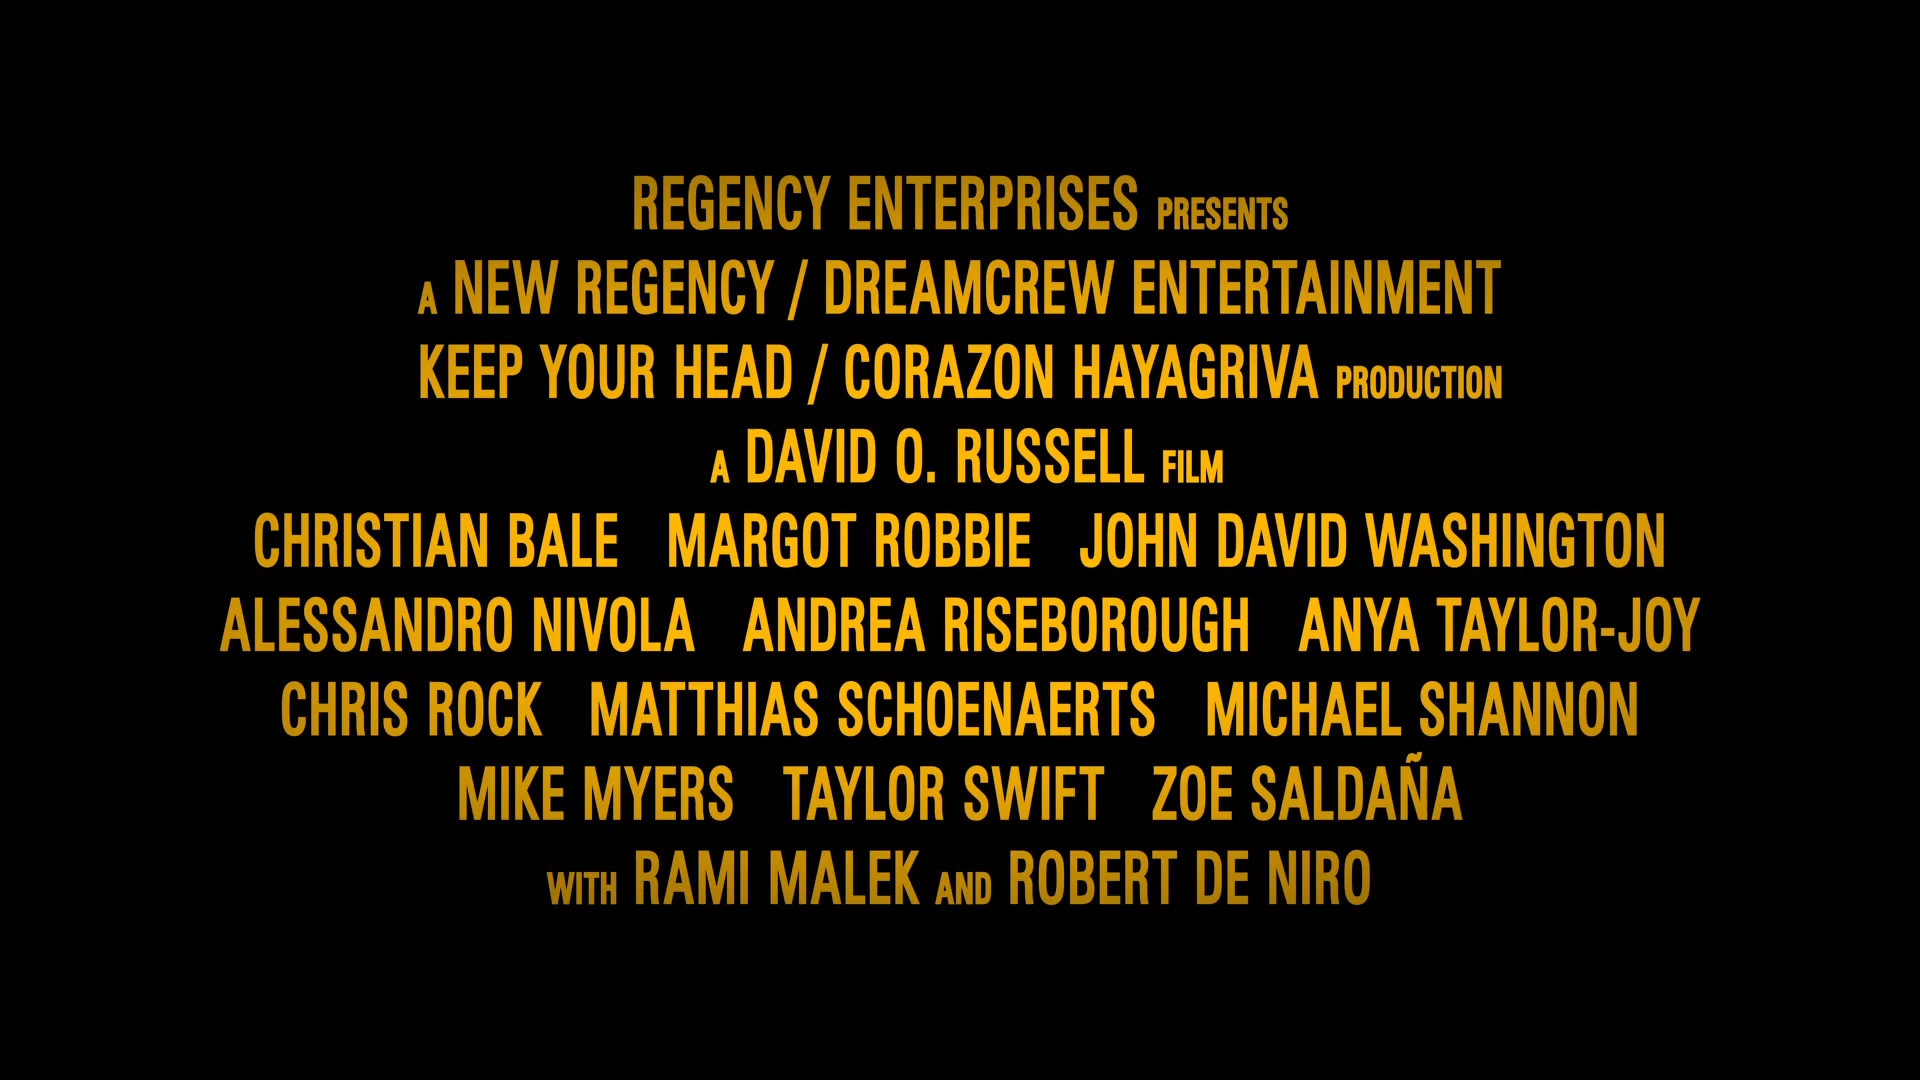 REGENCY ENTERPRISES PRESENTS
A NEW REGENCY / DREAMCREW ENTERTAINMENT
KEEP YOUR HEAD / CORAZON HAYAGRIVA PRODUCTION
A DAVID O. RUSSELL FILM
CHRISTIAN BALE MARGOT ROBBIE JOHN DAVID WASHINGTON
ALESSANDRO NIVOLA ANDREA RISEBOROUGH ANYA TAYLOR-JOY
CHRIS ROCK MATTHIAS SCHOENAERTS MICHAEL SHANNON
MIKE MYERS TAYLOR SWIFT ZOE SALDAÑA
WITH RAMI MALEK AND ROBERT DE NIRO